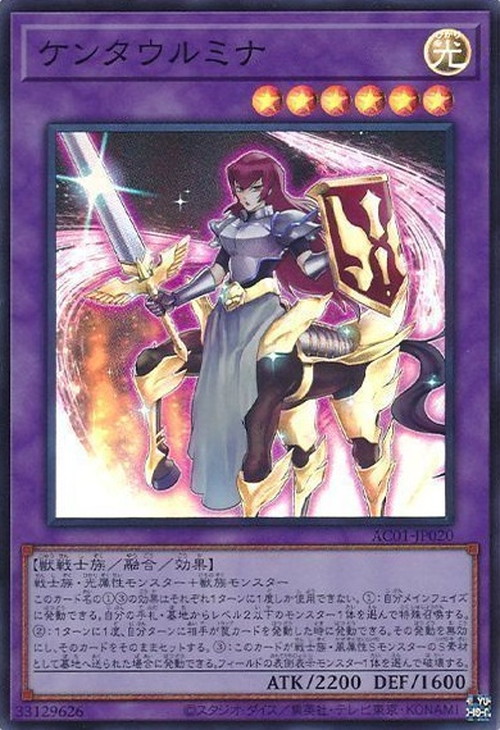 ケンタウルミナ
光
AC01-JP020
【獣戦士族／融合／効果】
戦士族・光属性モンスター＋獣族モンスター
このカード名の①③の効果はそれぞれ１ターンに１度しか使用できない。①：自分メインフェイズ
に発動できる。自分の手札・墓地からレベル２以下のモンスター１体を選んで特殊召喚する。
②：１ターンに１度、自分ターンに相手が罠カードを発動した時に発動できる。その発動を無効
にし、そのカードをそのままセットする。③：このカードが戦士族・風属性SモンスターのS素材
として墓地へ送られた場合に発動できる。フィールドの表側表示モンスター１体を選んで破壊する。
ATK/2200 DEF/1600
33129626
©スタジオ・ダイス／集英社・テレビ東京・KONAMI